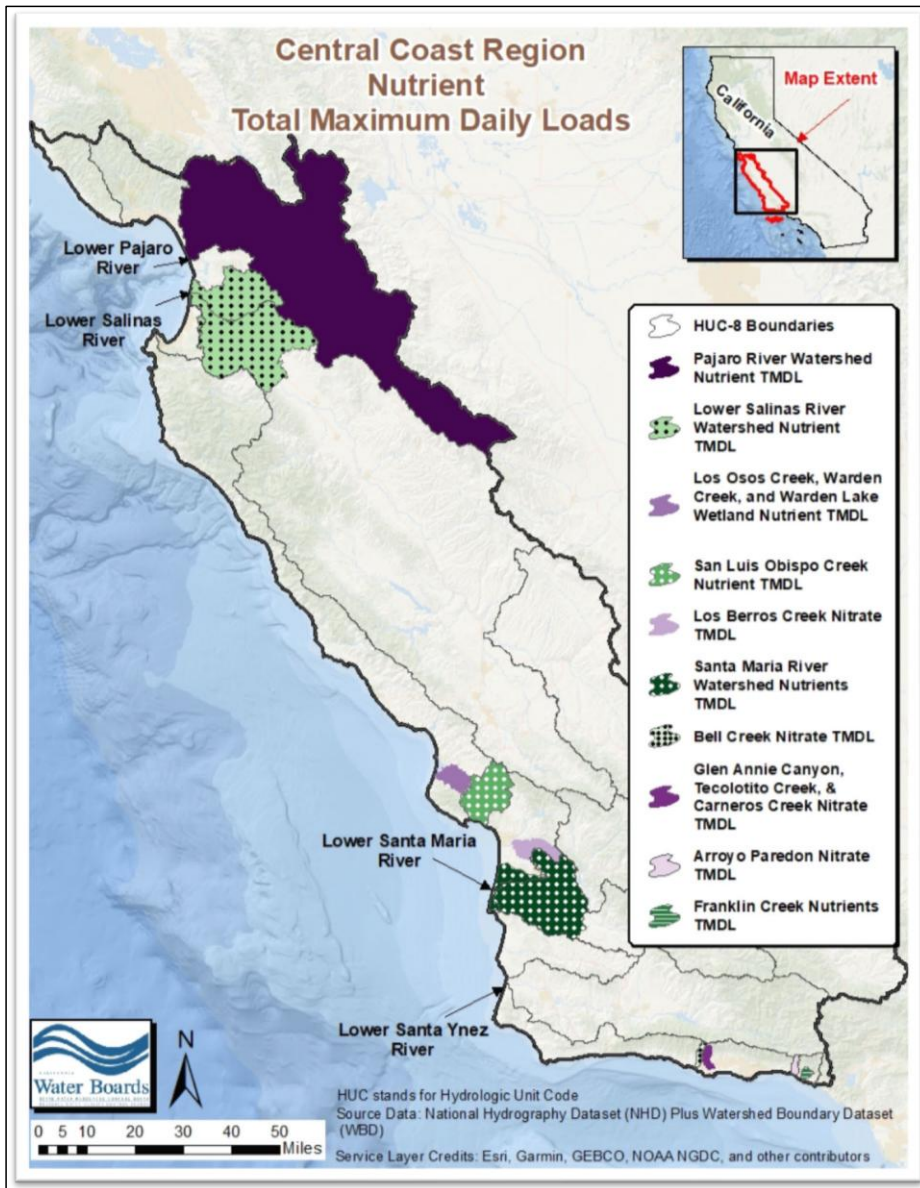 Central Coast Region
Nutrient
Total Maximum Daily Loads
California
Map Extent
Lower Pajaro
River
Lower Salinas
River
HUC-8 Boundaries
Pajaro River Watershed
Nutrient TMDL
Lower Salinas River
Watershed Nutrient
TMDL
Los Osos Creek, Warden
Creek, and Warden Lake
Wetland Nutrient TMDL
San Luis Obispo Creek
Nutrient TMDL
Los Berros Creek Nitrate
TMDL
Santa Maria River
Watershed Nutrients
TMDL
Bell Creek Nitrate TMDL
Glen Annie Canyon,
Tecolotito Creek, &
Carneros Creek Nitrate
TMDL
Arroyo Paredon Nitrate
TMDL
Franklin Creek Nutrients
TMDL
Lower Santa Maria
River
Lower Santa Ynez
River
Water Boards
N
0 5 10 20 30 40 50
Miles
HUC stands for Hydrologic Unit Code
Source Data: National Hydrography Dataset (NHD) Plus Watershed Boundary Dataset
(WBD)
Service Layer Credits: Esri, Garmin, GEBCO, NOAA NGDC, and other contributors